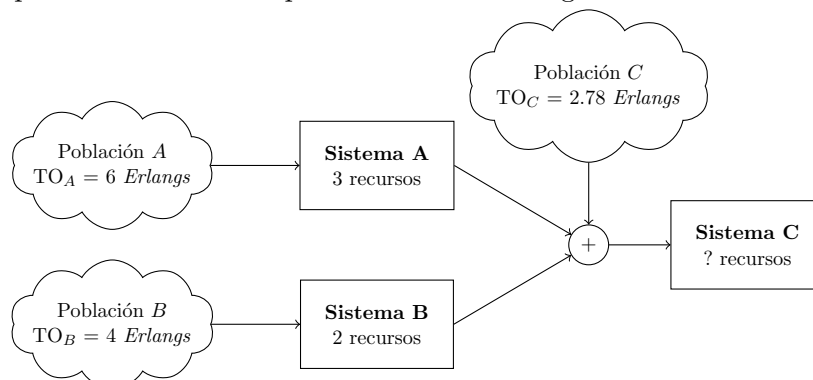 Población C
TO_C = 2.78 Erlangs
Población A
TO_A = 6 Erlangs
Sistema A
3 recursos
+
Sistema C
? recursos
Población B
TO_B = 4 Erlangs
Sistema B
2 recursos